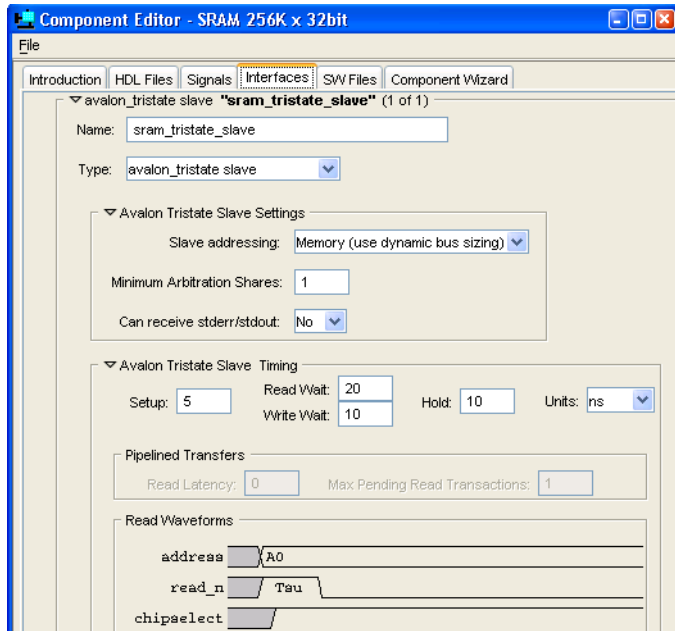 Component Editor - SRAM 256K x 32bit
File
Introduction HDL Files Signals Interfaces SW Files Component Wizard
avalon_tristate slave "sram_tristate_slave" (1 of 1)
Name: sram_tristate_slave
Type: avalon_tristate slave
Avalon Tristate Slave Settings
Slave addressing: Memory (use dynamic bus sizing)
Minimum Arbitration Shares: 1
Can receive stderr/stdout: No
Avalon Tristate Slave Timing
Setup: 5 Read Wait: 20 Hold: 10 Units: ns
Write Wait: 10
Pipelined Transfers
Read Latency: 0 Max Pending Read Transactions: 1
Read Waveforms
address A0
read_n Tsu
chipselect